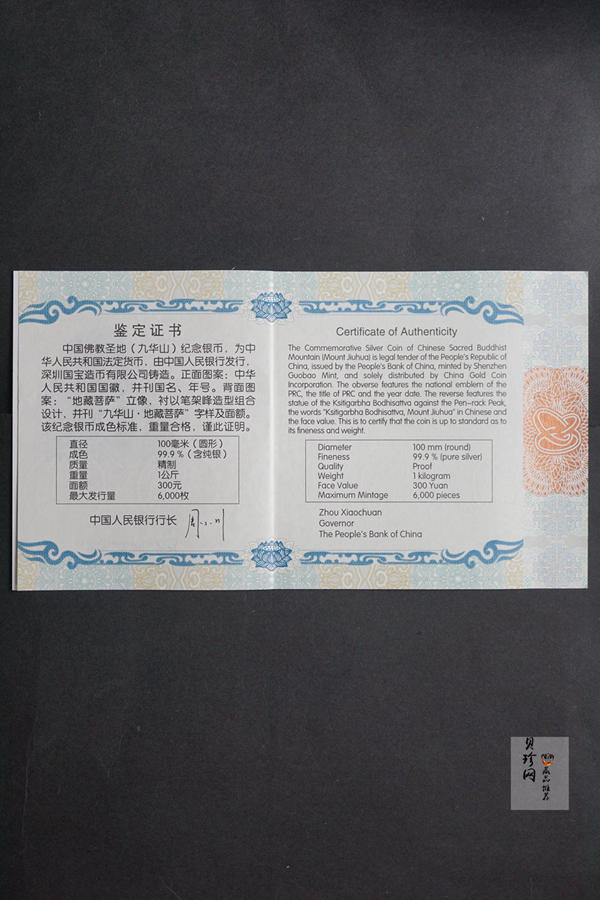 鉴定证书
中国佛教圣地（九华山）纪念银币，为中
华人民共和国法定货币，由中国人民银行发行，
深圳国宝造币有限公司铸造。正面图案：中华
人民共和国国徽，并刊国名、年号。背面图
案：“地藏菩萨”立像，衬以笔架峰造型组合
设计，并刊“九华山·地藏菩萨”字样及面额。
该纪念银币成色标准，重量合格，谨此证明。
直径 100毫米（圆形）
成色 99.9％（含纯银）
质量 精制
重量 1公斤
面额 300元
最大发行量 6,000枚
中国人民银行行长 周小川
Certificate of Authenticity
The Commemorative Silver Coin of Chinese Sacred Buddhist
Mountain (Mount Jiuhua) is legal tender of the People's Republic of
China, issued by the People's Bank of China, minted by Shenzhen
Guobao Mint, and solely distributed by China Gold Coin
Incorporation. The obverse features the national emblem of the
PRC, the title of PRC and the year date. The reverse features the
statue of the Ksitigarbha Bodhisattva against the Pen-rack Peak,
the words "Ksitigarbha Bodhisattva, Mount Jiuhua" in Chinese and
the face value. This is to certify that the coin is up to standard as to
its fineness and weight.
Diameter 100 mm (round)
Fineness 99.9 % (pure silver)
Quality Proof
Weight 1 kilogram
Face Value 300 Yuan
Maximum Mintage 6,000 pieces
Zhou Xiaochuan
Governor
The People's Bank of China
贝珍网
藏品推荐